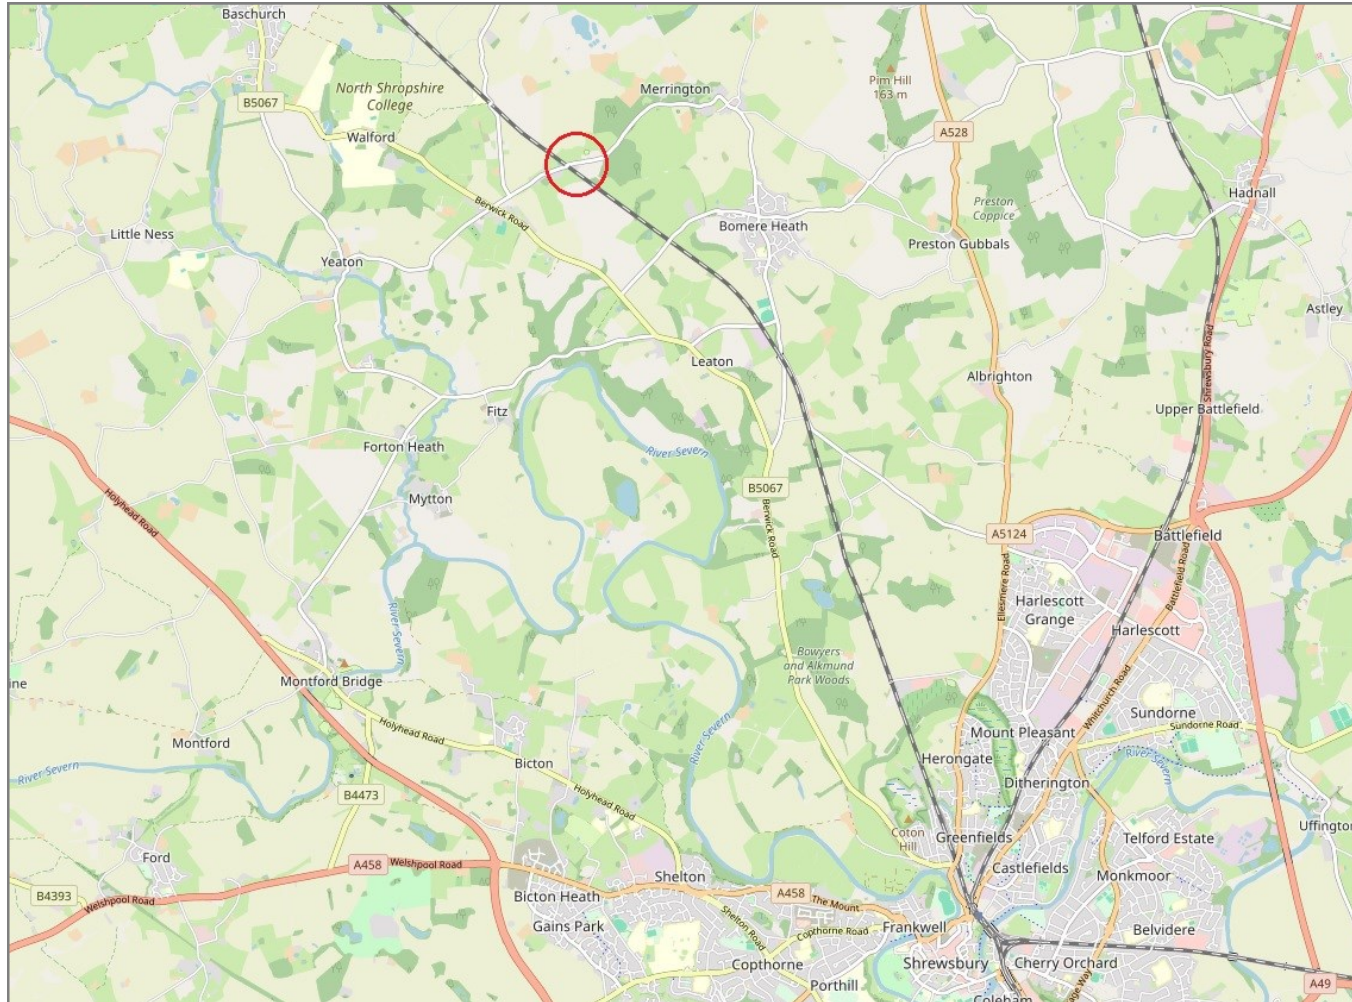 Baschurch
North Shropshire
College
Merrington
Pim Hill
163 m
B5067
A528
Walford
Hadnall
Berwick Road
Preston
Coppice
Little Ness
Bomere Heath
Preston Gubbals
Yeaton
Astley
Shrewsbury Road
Leaton
Albrighton
Fitz
Upper Battlefield
Forton Heath
River Severn
B5067
Mytton
Holyhead Road
Berwick Road
A5124
Battlefield
Ellesmere Road
Battlefield Road
Harlescott
Grange
Harlescott
River Severn
Bowyers
and Alkmund
Park Woods
ine
Montford Bridge
Whitchurch Road
Sundorne
Sundorne Road
Holyhead Road
Mount Pleasant
Montford
River Severn
Bicton
River Severn
Herongate
River Severn
Ditherington
B4473
Holyhead Road
Coton
Hill
Greenfields
Telford Estate
Uffington
Ford
A458
Welshpool Road
Shelton
Castlefields
Monkmoor
B4393
Welshpool Road
Bicton Heath
A458
The Mount
Gains Park
Shelton Road
Copthorne Road
Frankwell
Belvidere
Copthorne
Shrewsbury
Cherry Orchard
Porthill
age Way
A49
Coleham